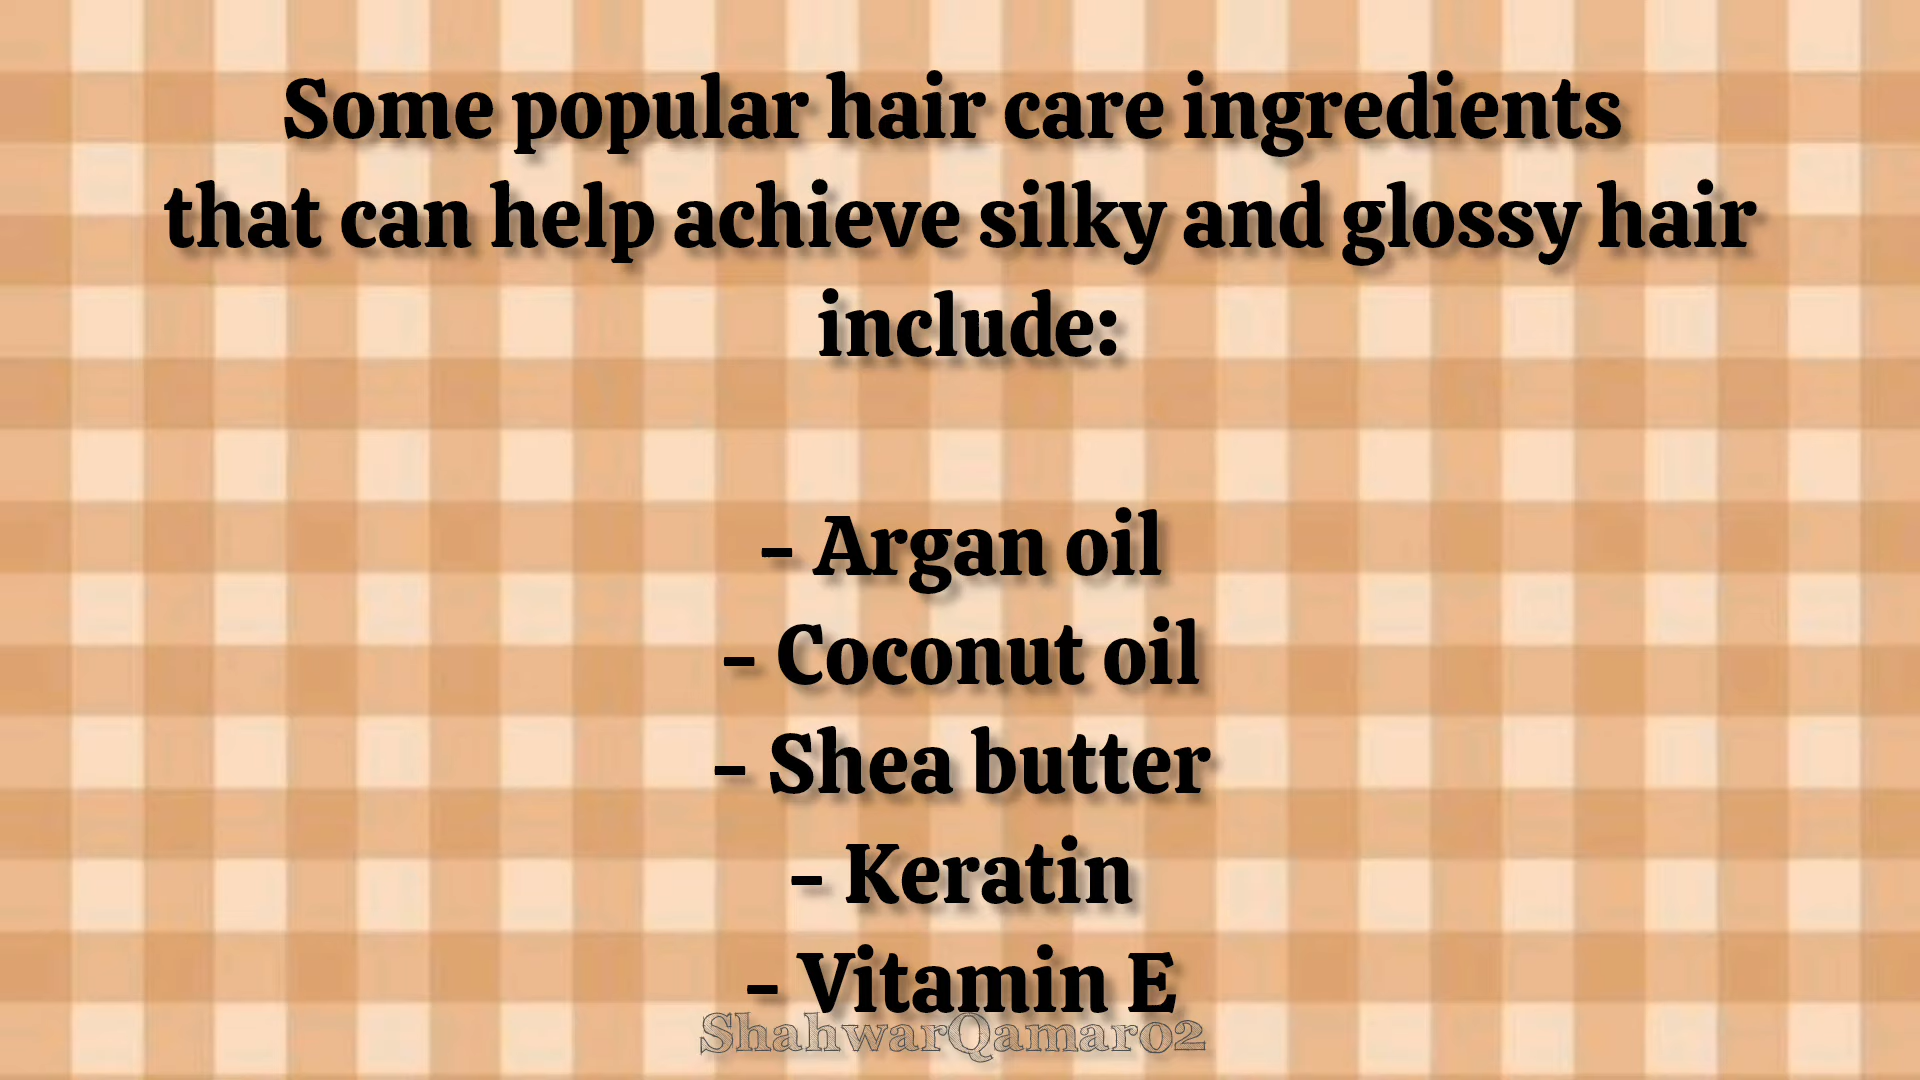 Some popular hair care ingredients
that can help achieve silky and glossy hair
include:
- Argan oil
- Coconut oil
- Shea butter
- Keratin
- Vitamin E
ShahwarQamar02